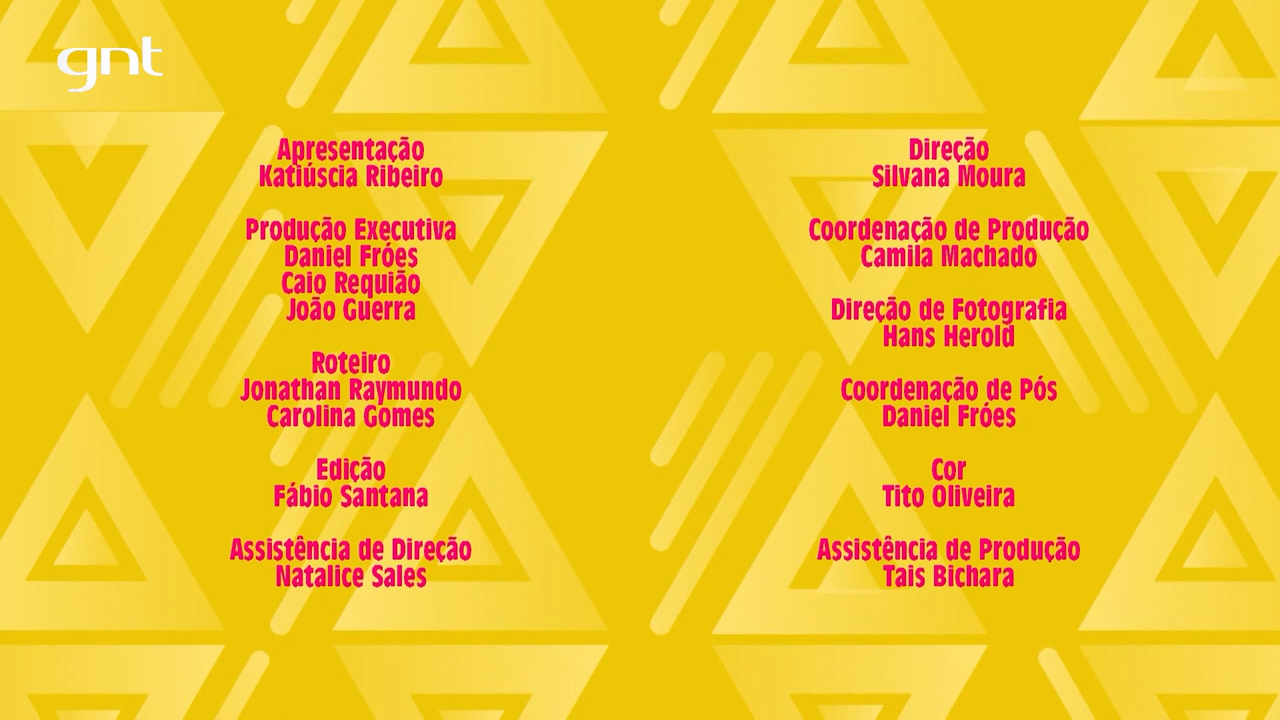 gnt
Apresentação
Katiúscia Ribeiro
Produção Executiva
Daniel Fróes
Caio Requião
João Guerra
Roteiro
Jonathan Raymundo
Carolina Gomes
Edição
Fábio Santana
Assistência de Direção
Natalice Sales
Direção
Silvana Moura
Coordenação de Produção
Camila Machado
Direção de Fotografia
Hans Herold
Coordenação de Pós
Daniel Fróes
Cor
Tito Oliveira
Assistência de Produção
Tais Bichara